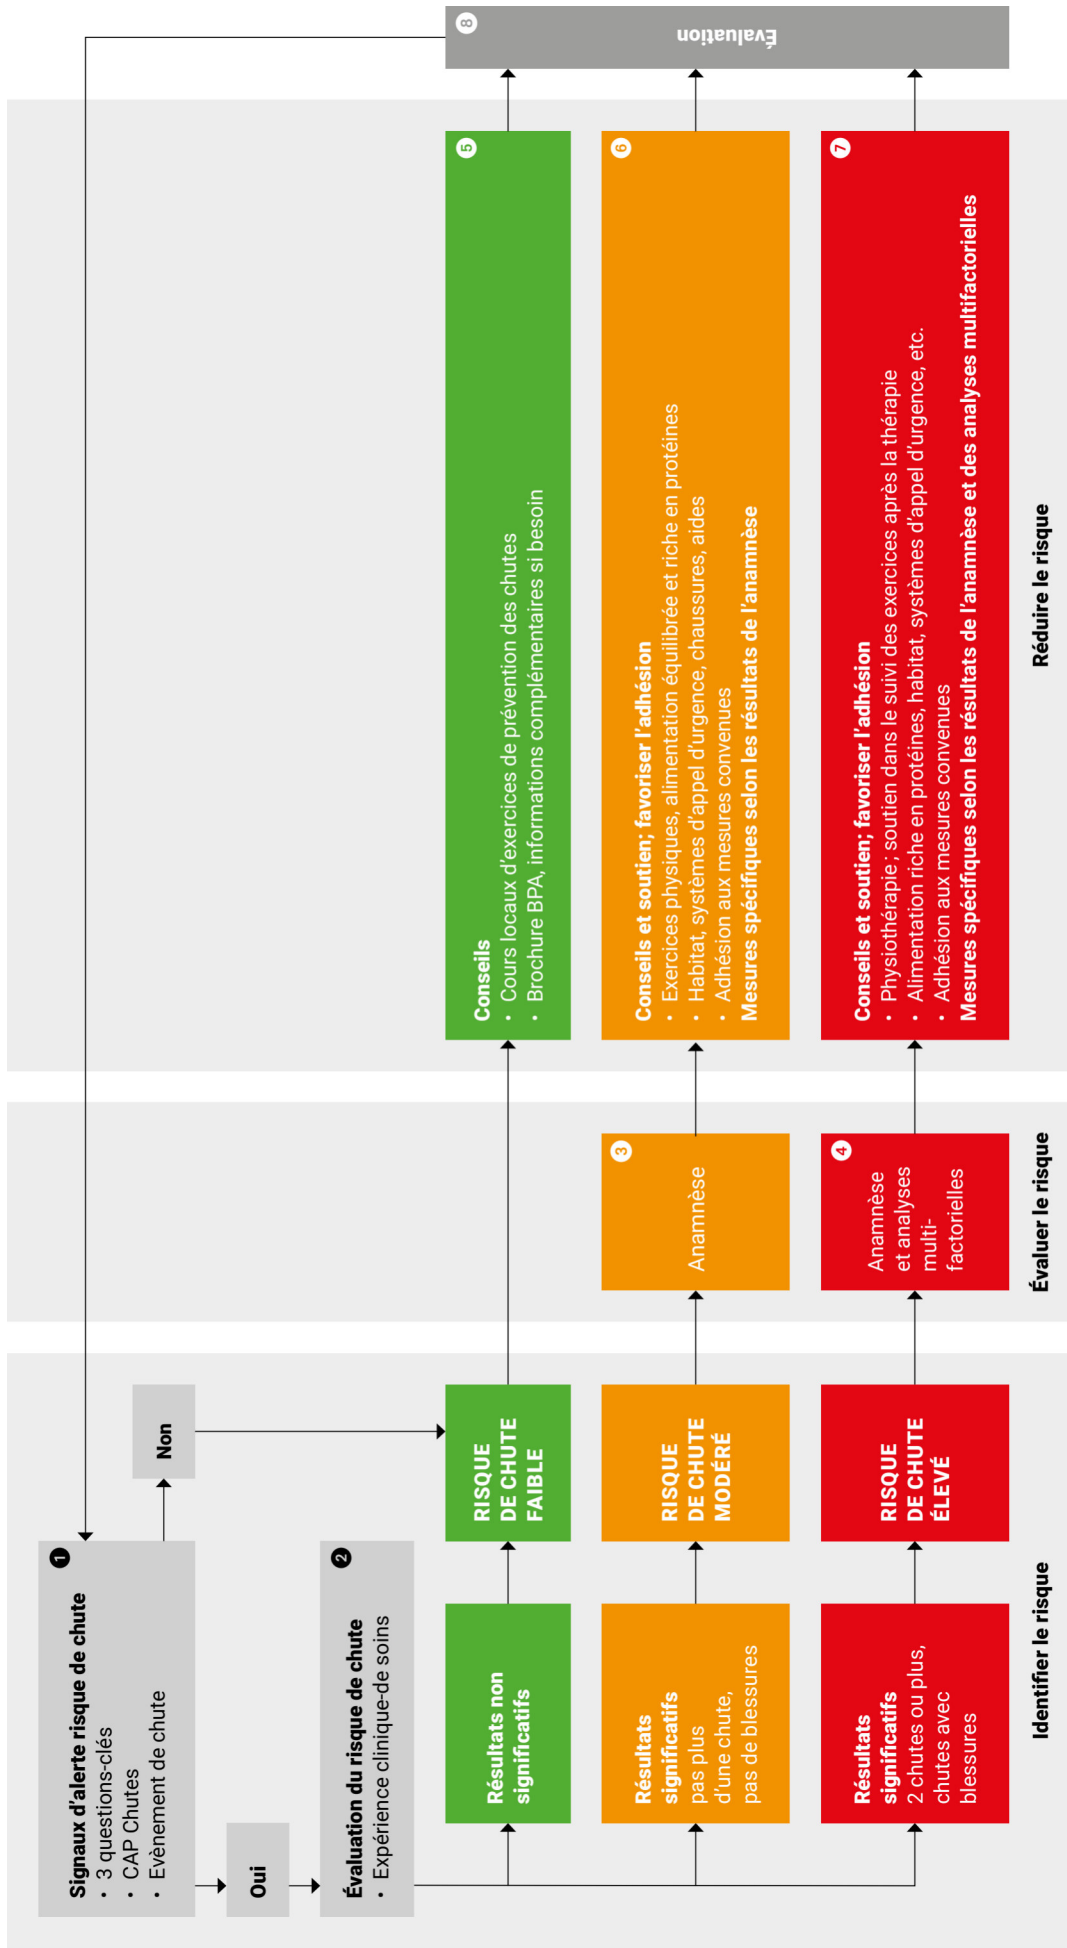 Signaux d'alerte risque de chute
• 3 questions-clés
• CAP Chutes
• Evènement de chute
1
Non
Oui
Évaluation du risque de chute
• Expérience clinique-de soins
2
Résultats non
significatifs
RISQUE
DE CHUTE
FAIBLE
Conseils
• Cours locaux d'exercices de prévention des chutes
• Brochure BPA, informations complémentaires si besoin
5
Résultats
significatifs
pas plus
d'une chute,
pas de blessures
RISQUE
DE CHUTE
MODÉRÉ
Anamnèse
3
Conseils et soutien; favoriser l'adhésion
• Exercices physiques, alimentation équilibrée et riche en protéines
• Habitat, systèmes d'appel d'urgence, chaussures, aides
• Adhésion aux mesures convenues
Mesures spécifiques selon les résultats de l'anamnèse
6
Résultats
significatifs
2 chutes ou plus,
chutes avec
blessures
RISQUE
DE CHUTE
ÉLEVÉ
Anamnèse
et analyses
multi-
factorielles
4
Conseils et soutien; favoriser l'adhésion
• Physiothérapie ; soutien dans le suivi des exercices après la thérapie
• Alimentation riche en protéines, habitat, systèmes d'appel d'urgence, etc.
• Adhésion aux mesures convenues
Mesures spécifiques selon les résultats de l'anamnèse et des analyses multifactorielles
7
Évaluation
8
Identifier le risque
Évaluer le risque
Réduire le risque